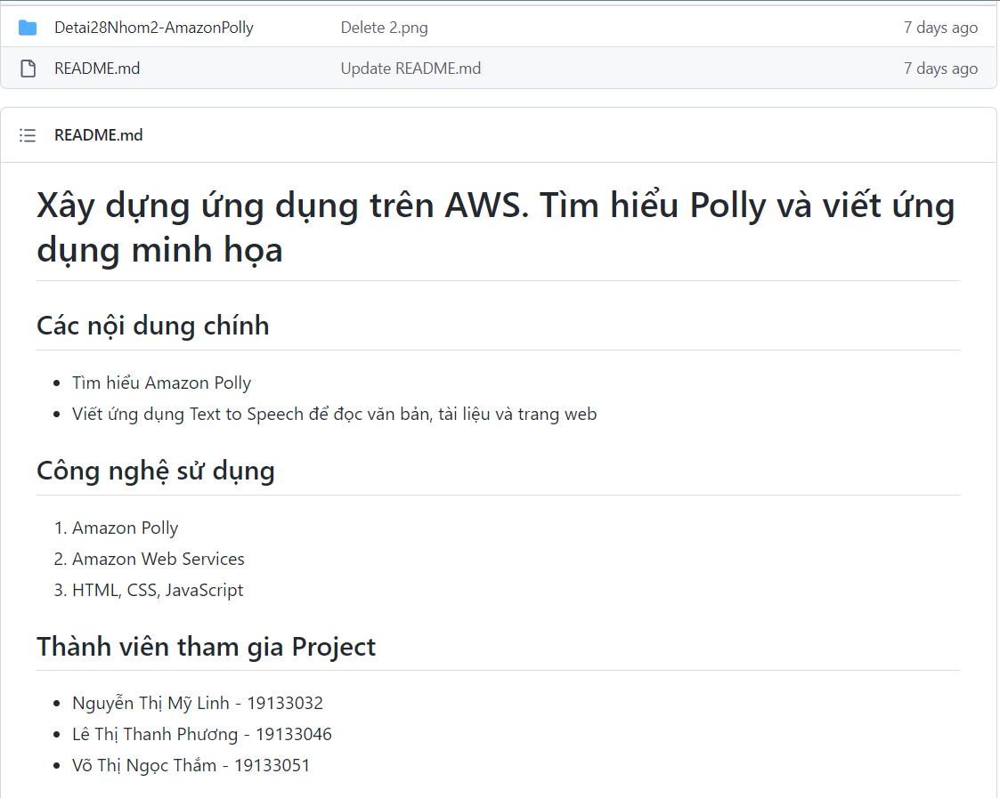 Detai28Nhom2-AmazonPolly Delete 2.png 7 days ago
README.md Update README.md 7 days ago
README.md
Xây dựng ứng dụng trên AWS. Tìm hiểu Polly và viết ứng
dụng minh họa
Các nội dung chính
• Tìm hiểu Amazon Polly
• Viết ứng dụng Text to Speech để đọc văn bản, tài liệu và trang web
Công nghệ sử dụng
1. Amazon Polly
2. Amazon Web Services
3. HTML, CSS, JavaScript
Thành viên tham gia Project
• Nguyễn Thị Mỹ Linh - 19133032
• Lê Thị Thanh Phương - 19133046
• Võ Thị Ngọc Thắm - 19133051